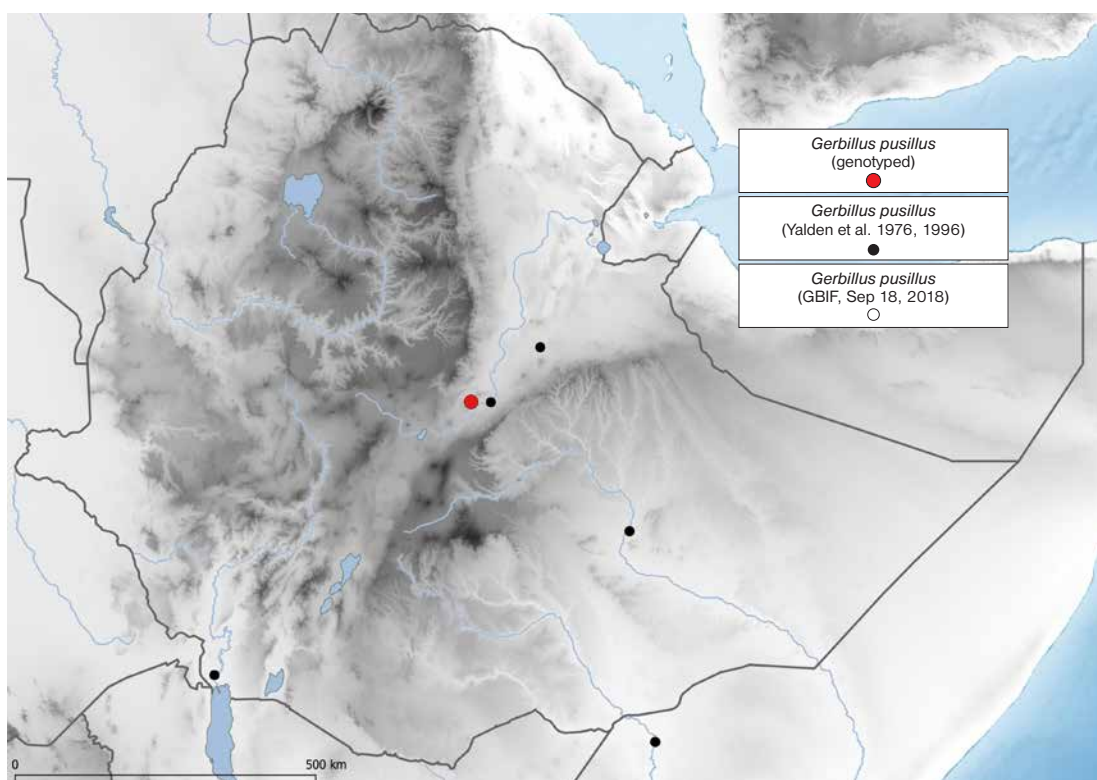 Gerbillus pusillus
(genotyped)
Gerbillus pusillus
(Yalden et al. 1976, 1996)
Gerbillus pusillus
(GBIF, Sep 18, 2018)
0
500 km